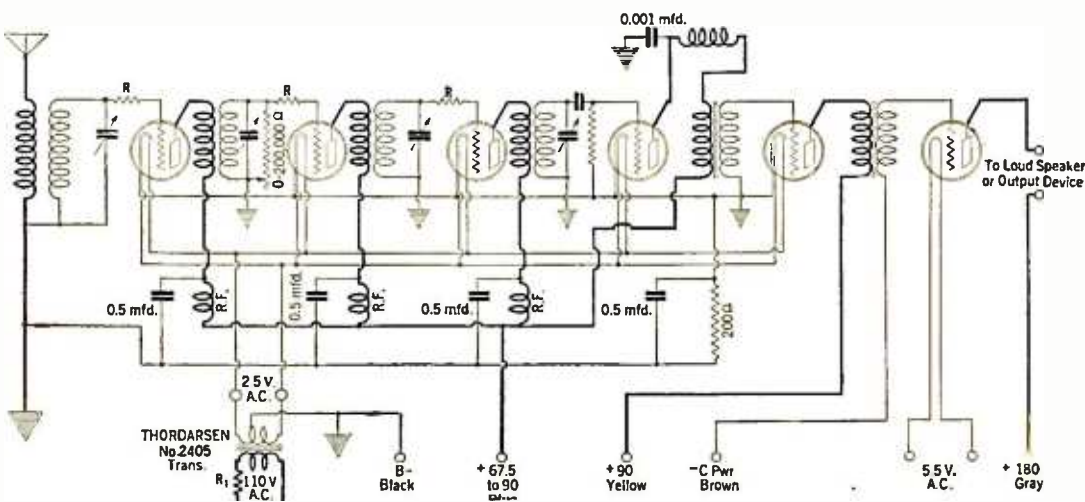 0.001 mfd.
R
R
R
0-200,000 Ω
To Loud Speaker
or Output Device
0.5 mfd.
R.F.
0.5 mfd.
R.F.
0.5 mfd.
R.F.
0.5 mfd.
200Ω
2.5 V.
A.C.
THORDARSEN
No.2405
Trans.
R1
110 V
A.C.
B-
Black
+ 67.5
to 90
Blue
+90
Yellow
-C Pwr
Brown
5.5 V.
A.C.
+ 180
Gray